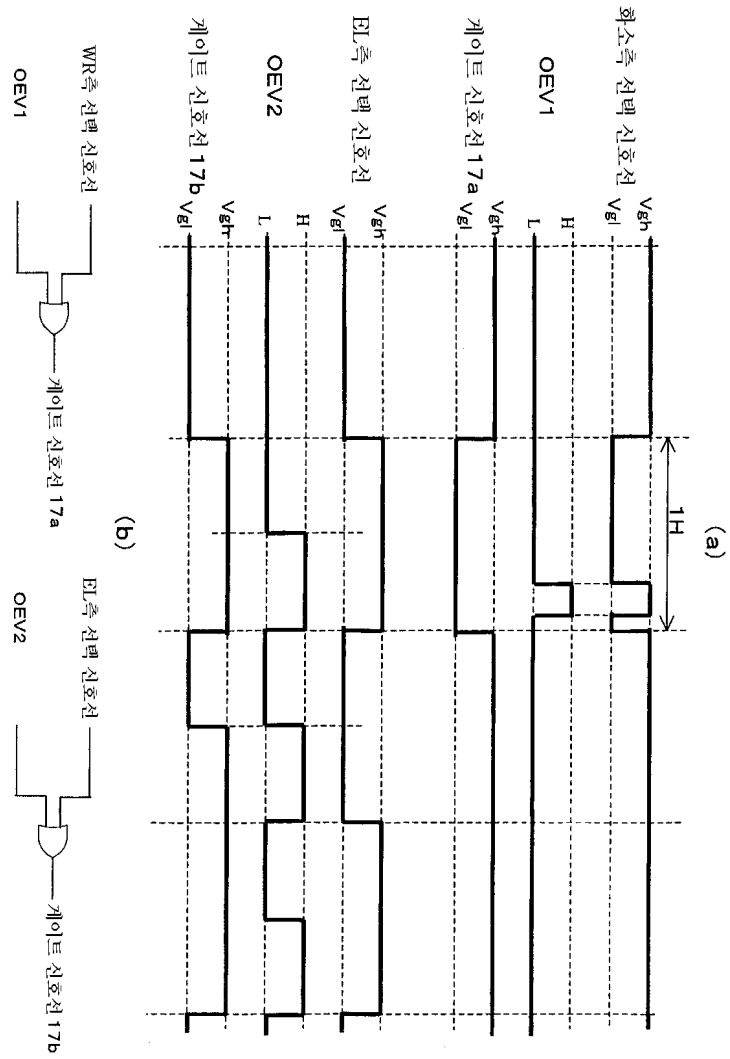 (a)
1H
화소측 선택 신호선
Vgh
Vgl
OEV1
H
L
게이트 신호선 17a
Vgh
Vgl
EL측 선택 신호선
Vgh
Vgl
OEV2
H
L
게이트 신호선 17b
Vgh
Vgl
(b)
WR측 선택 신호선
OEV1
게이트 신호선 17a
EL측 선택 신호선
OEV2
게이트 신호선 17b